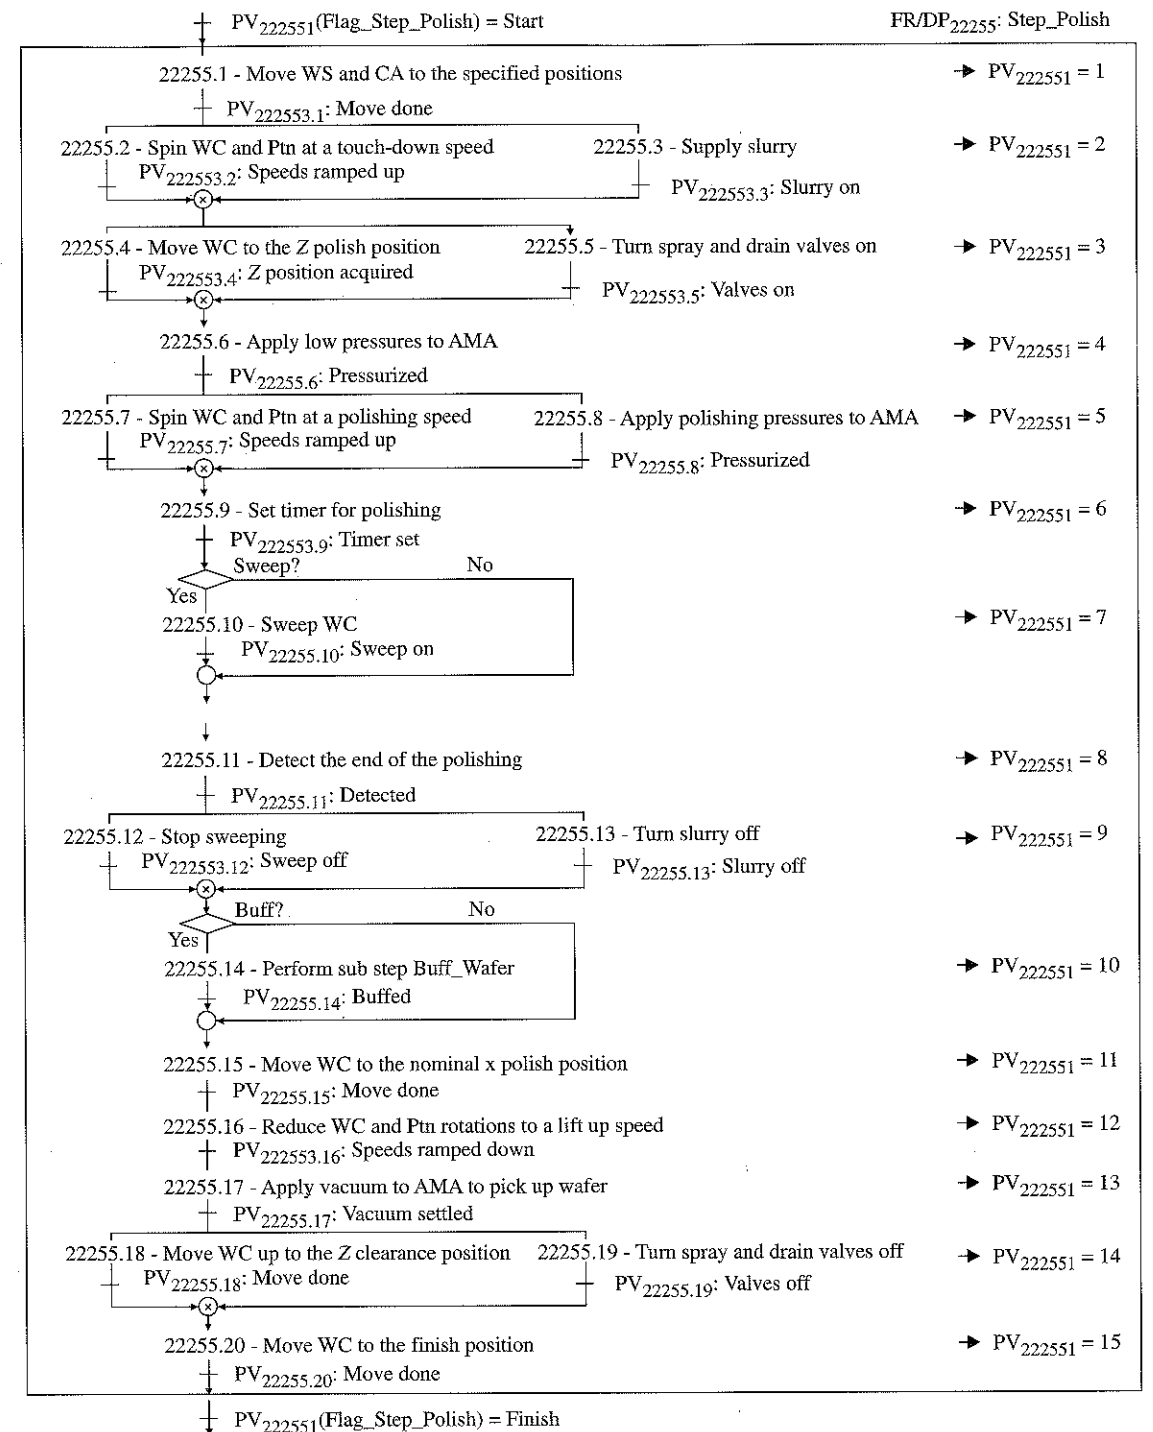 PV222551(Flag_Step_Polish) = Start FR/DP22255: Step_Polish
22255.1 - Move WS and CA to the specified positions PV222551 = 1
PV222553.1: Move done
22255.2 - Spin WC and Ptn at a touch-down speed 22255.3 - Supply slurry PV222551 = 2
PV222553.2: Speeds ramped up PV222553.3: Slurry on
22255.4 - Move WC to the Z polish position 22255.5 - Turn spray and drain valves on PV222551 = 3
PV222553.4: Z position acquired PV222553.5: Valves on
22255.6 - Apply low pressures to AMA PV222551 = 4
PV22255.6: Pressurized
22255.7 - Spin WC and Ptn at a polishing speed 22255.8 - Apply polishing pressures to AMA PV222551 = 5
PV22255.7: Speeds ramped up PV22255.8: Pressurized
22255.9 - Set timer for polishing PV222551 = 6
PV222553.9: Timer set
Sweep? No
Yes
22255.10 - Sweep WC PV222551 = 7
PV22255.10: Sweep on
22255.11 - Detect the end of the polishing PV222551 = 8
PV22255.11: Detected
22255.12 - Stop sweeping 22255.13 - Turn slurry off PV222551 = 9
PV222553.12: Sweep off PV22255.13: Slurry off
Buff? No
Yes
22255.14 - Perform sub step Buff_Wafer PV222551 = 10
PV22255.14: Buffed
22255.15 - Move WC to the nominal x polish position PV222551 = 11
PV22255.15: Move done
22255.16 - Reduce WC and Ptn rotations to a lift up speed PV222551 = 12
PV222553.16: Speeds ramped down
22255.17 - Apply vacuum to AMA to pick up wafer PV222551 = 13
PV22255.17: Vacuum settled
22255.18 - Move WC up to the Z clearance position 22255.19 - Turn spray and drain valves off PV222551 = 14
PV22255.18: Move done PV22255.19: Valves off
22255.20 - Move WC to the finish position PV222551 = 15
PV22255.20: Move done
PV222551(Flag_Step_Polish) = Finish